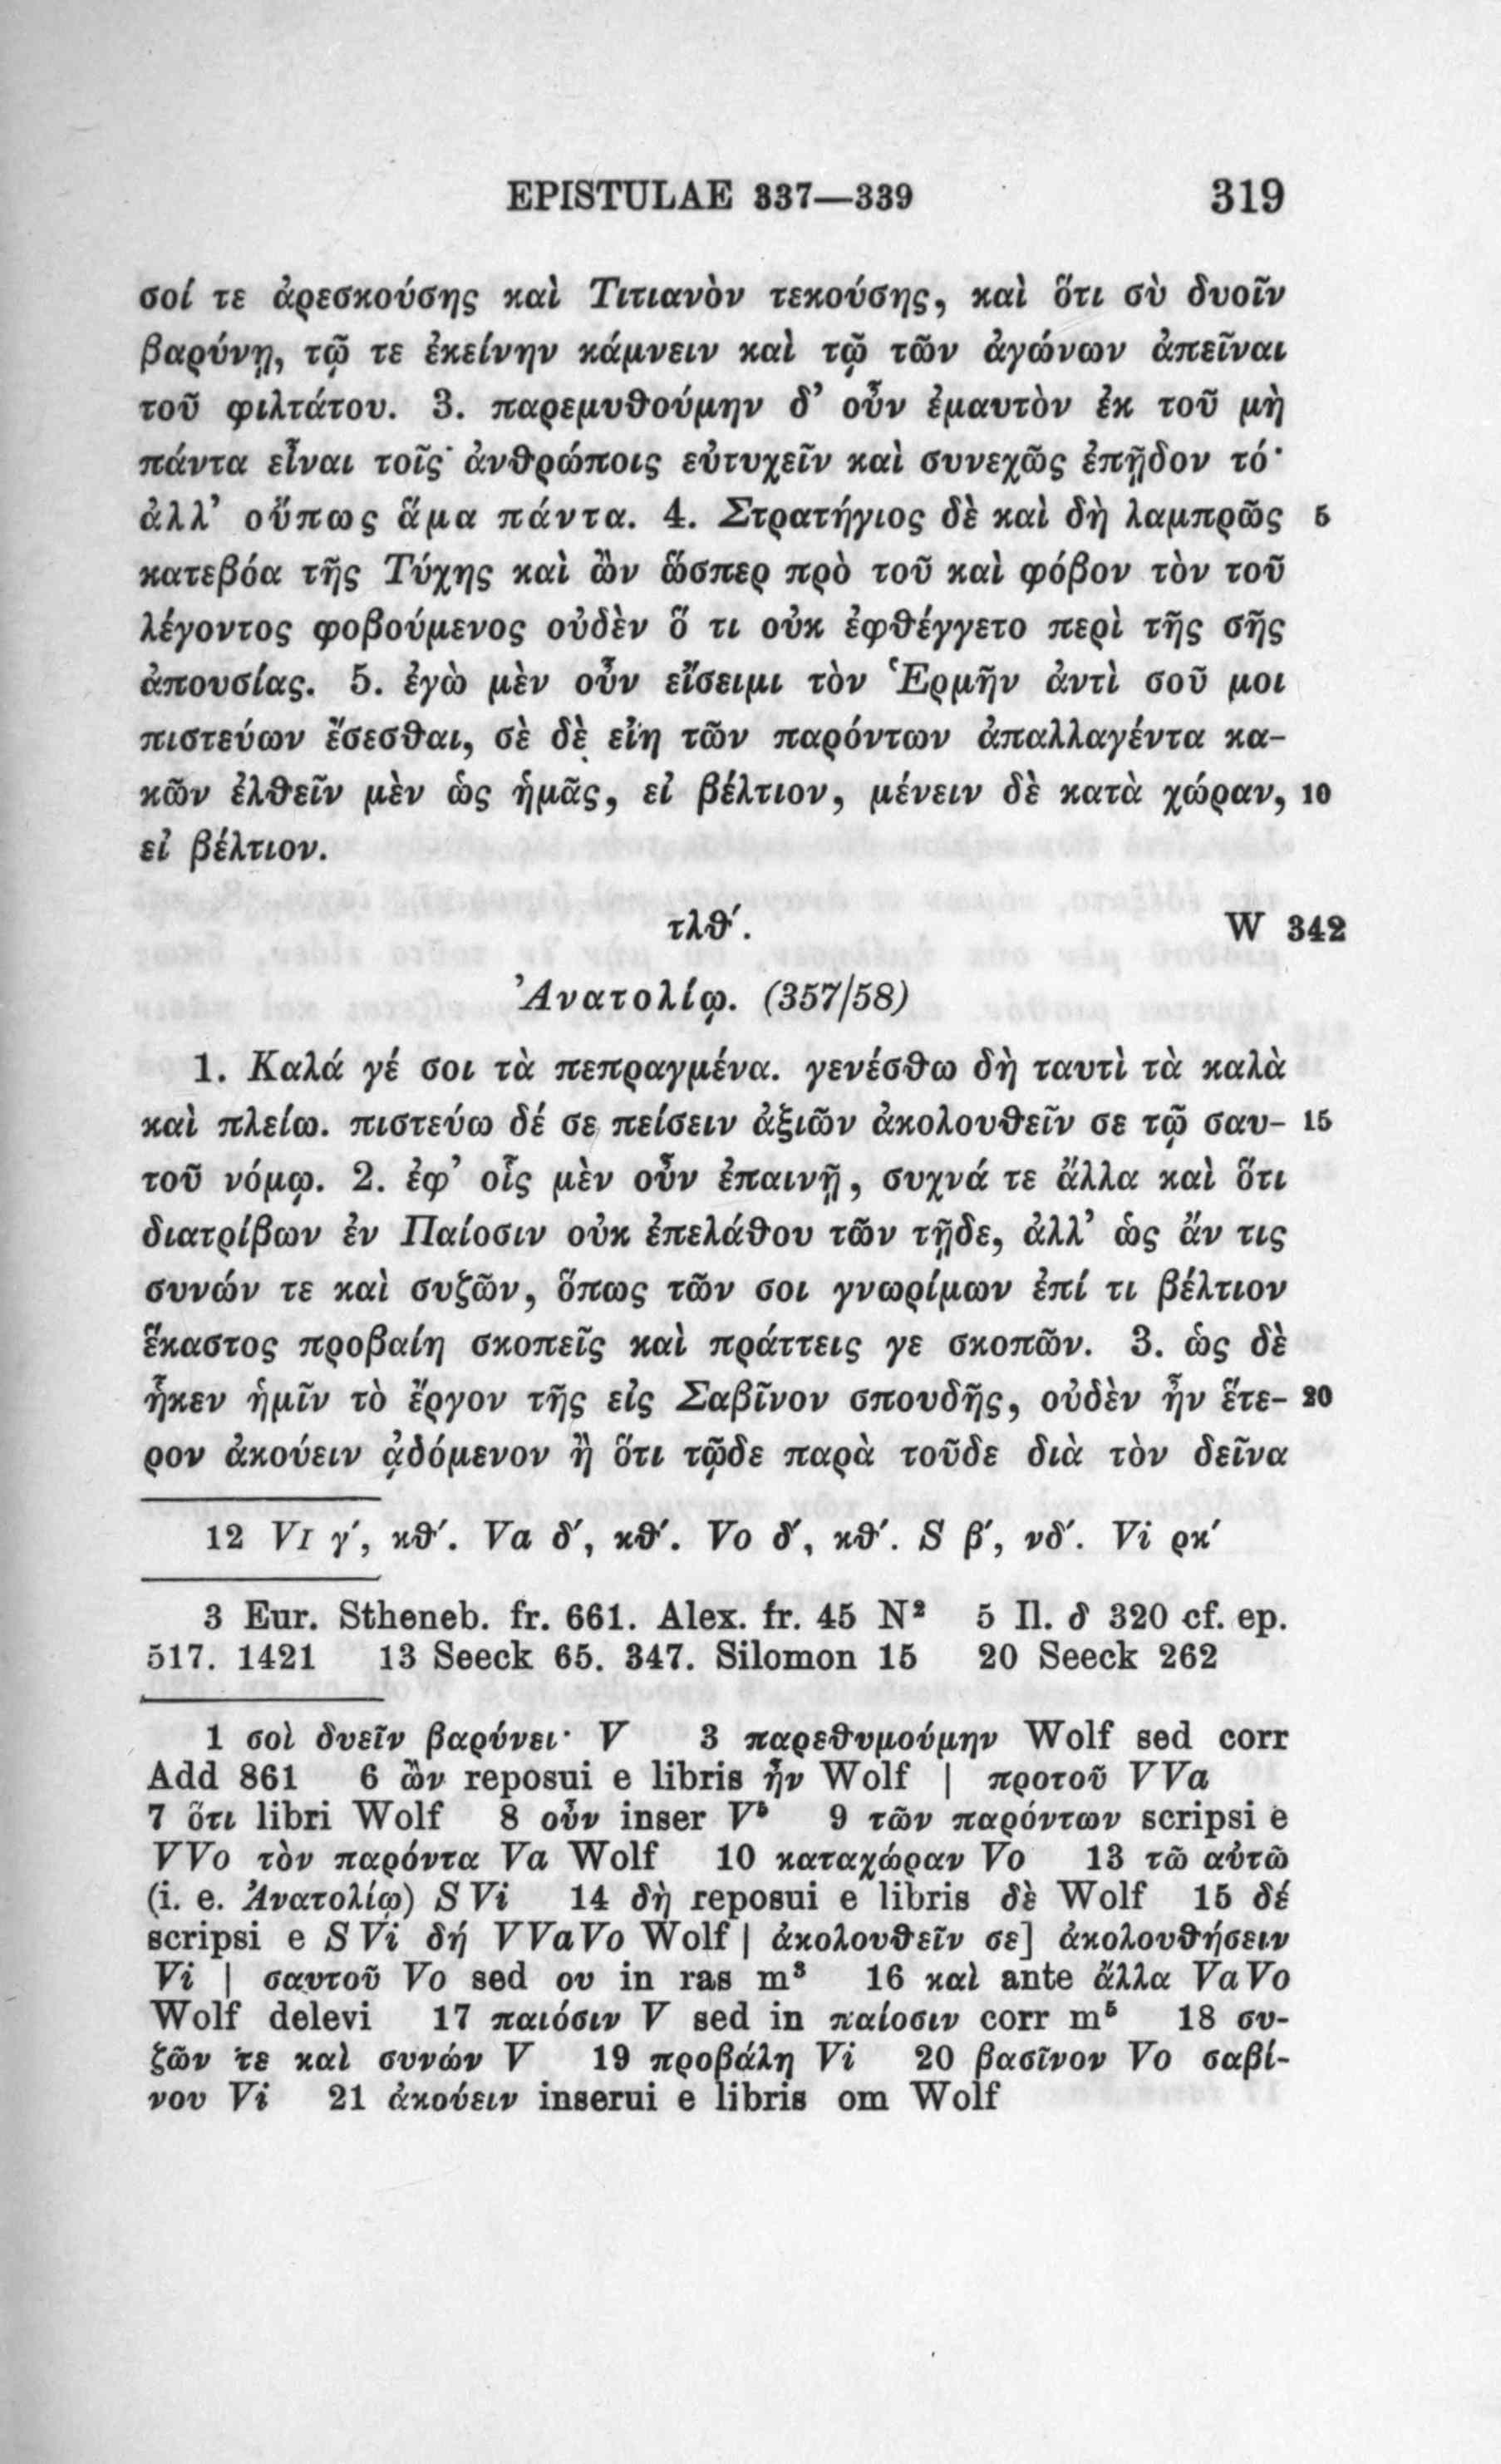 EPISTULAE 337—339 319
σοί τε ἀρεσκούσης καὶ Τιτιανὸν τεκούσης, καὶ ὅτι σὺ δυοῖν
βαρύνῃ, τῷ τε ἐκείνην κάμνειν καὶ τῷ τῶν ἀγώνων ἀπεῖναι
τοῦ φιλτάτου. 3. παρεμυθούμην δ’ οὖν ἐμαυτὸν ἐκ τοῦ μὴ
πάντα εἶναι τοῖς ἀνθρώποις εὐτυχεῖν καὶ συνεχῶς ἐπῇδον τό·
ἀλλ’ οὔπως ἅμα πάντα. 4. Στρατήγιος δὲ καὶ δὴ λαμπρῶς 5
κατεβόα τῆς Τύχης καὶ ὢν ὥσπερ πρὸ τοῦ καὶ φόβον τὸν τοῦ
λέγοντος φοβούμενος οὐδὲν ὅ τι οὐκ ἐφθέγγετο περὶ τῆς σῆς
ἀπουσίας. 5. ἐγὼ μὲν οὖν εἴσειμι τὸν Ἑρμῆν ἀντὶ σοῦ μοι
πιστεύων ἔσεσθαι, σὲ δὲ εἴη τῶν παρόντων ἀπαλλαγέντα κα-
κῶν ἐλθεῖν μὲν ὡς ἡμᾶς, εἰ βέλτιον, μένειν δὲ κατὰ χώραν, 10
εἰ βέλτιον.
τλθ′. W 342
Ἀνατολίῳ. (357/58)
1. Καλά γέ σοι τὰ πεπραγμένα. γενέσθω δὴ ταυτὶ τὰ καλὰ
καὶ πλείω. πιστεύω δέ σε πείσειν ἀξιῶν ἀκολουθεῖν σε τῷ σαυ- 15
τοῦ νόμῳ. 2. ἐφ’ οἷς μὲν οὖν ἐπαινῇ, συχνά τε ἄλλα καὶ ὅτι
διατρίβων ἐν Παίοσιν οὐκ ἐπελάθου τῶν τῇδε, ἀλλ’ ὡς ἄν τις
συνών τε καὶ συζῶν, ὅπως τῶν σοι γνωρίμων ἐπί τι βέλτιον
ἕκαστος προβαίη σκοπεῖς καὶ πράττεις γε σκοπῶν. 3. ὡς δὲ
ἧκεν ἡμῖν τὸ ἔργον τῆς εἰς Σαβῖνον σπουδῆς, οὐδὲν ἦν ἕτε- 20
ρον ἀκούειν ᾀδόμενον ἢ ὅτι τῷδε παρὰ τοῦδε διὰ τὸν δεῖνα
12 VI γ′, κθ′. Va δ′, κθ′. Vo δ′, κθ′. S β′, νδ′. Vi ρκ′
3 Eur. Stheneb. fr. 661. Alex. fr. 45 N² 5 Il. δ 320 cf. ep.
517. 1421 13 Seeck 65. 347. Silomon 15 20 Seeck 262
1 σοὶ δυεῖν βαρύνει· V 3 παρεθυμούμην Wolf sed corr
Add 861 6 ὢν reposui e libris ἦν Wolf | προτοῦ VVa
7 ὅτι libri Wolf 8 οὖν inser V⁵ 9 τῶν παρόντων scripsi e
VVo τὸν παρόντα Va Wolf 10 καταχώραν Vo 13 τῶ αὐτῶ
(i. e. Ἀνατολίῳ) S Vi 14 δὴ reposui e libris δὲ Wolf 15 δέ
scripsi e S Vi δή VVaVo Wolf | ἀκολουθεῖν σε] ἀκολουθήσειν
Vi | σαυτοῦ Vo sed ου in ras m³ 16 καὶ ante ἄλλα VaVo
Wolf delevi 17 παιόσιν V sed in παίοσιν corr m⁵ 18 συ-
ζῶν τε καὶ συνών V 19 προβάλῃ Vi 20 βασῖνον Vo σαβί-
νου Vi 21 ἀκούειν inserui e libris om Wolf